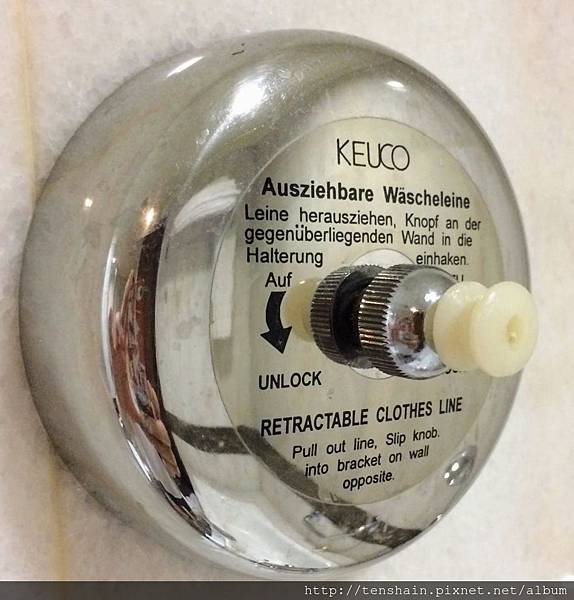 KEUCO
Ausziehbare Wäscheleine
Leine herausziehen, Knopf an der
gegenüberliegenden Wand in die
Halterung einhaken.
Auf
UNLOCK
RETRACTABLE CLOTHES LINE
Pull out line, Slip knob.
into bracket on wall
opposite.
http://tenshain.pixnet.net/album